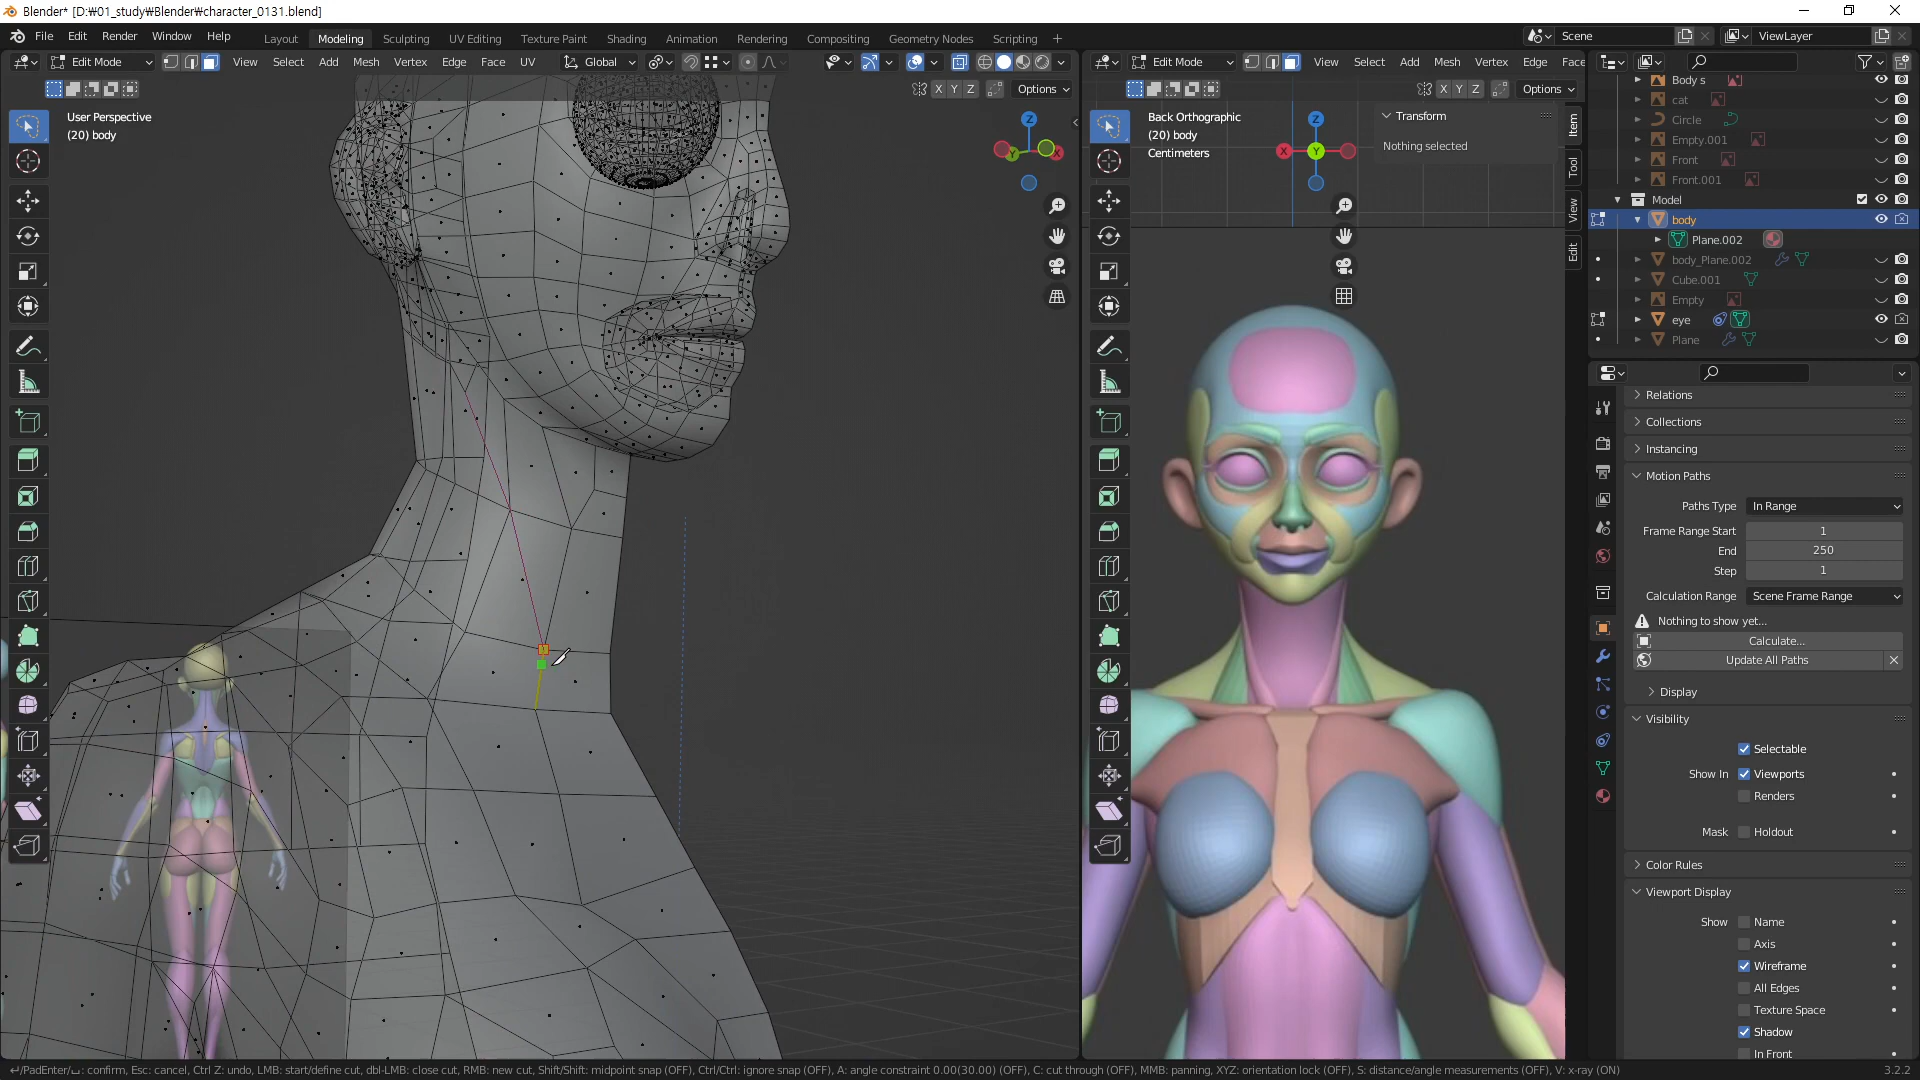 Blender* [D:₩01_study₩Blender₩character_0131.blend]
File Edit Render Window Help
Layout Modeling Sculpting UV Editing Texture Paint Shading Animation Rendering Compositing Geometry Nodes Scripting +
Scene
ViewLayer
Edit Mode View Select Add Mesh Vertex Edge Face UV
Global
X Y Z Options
User Perspective
(20) body
Z
X
Y
Edit Mode View Select Add Mesh Vertex Edge Face
X Y Z Options
Back Orthographic
(20) body
Centimeters
Z
X
Y
Transform
Nothing selected
Item
Tool
View
Edit
Body s
cat
Circle
Empty.001
Front
Front.001
Model
body
Plane.002
body_Plane.002
Cube.001
Empty
eye
Plane
Relations
Collections
Instancing
Motion Paths
Paths Type In Range
Frame Range Start 1
End 250
Step 1
Calculation Range Scene Frame Range
Nothing to show yet...
Calculate...
Update All Paths
Display
Visibility
Selectable
Show In Viewports
Renders
Mask Holdout
Color Rules
Viewport Display
Show Name
Axis
Wireframe
All Edges
Texture Space
Shadow
In Front
↵/PadEnter/␣: confirm, Esc: cancel, Ctrl Z: undo, LMB: start/define cut, dbl-LMB: close cut, RMB: new cut, Shift/Shift: midpoint snap (OFF), Ctrl/Ctrl: ignore snap (OFF), A: angle constraint 0.00(30.00) (OFF), C: cut through (OFF), MMB: panning, XYZ: orientation lock (OFF), S: distance/angle measurements (OFF), V: x-ray (ON)
3.2.2